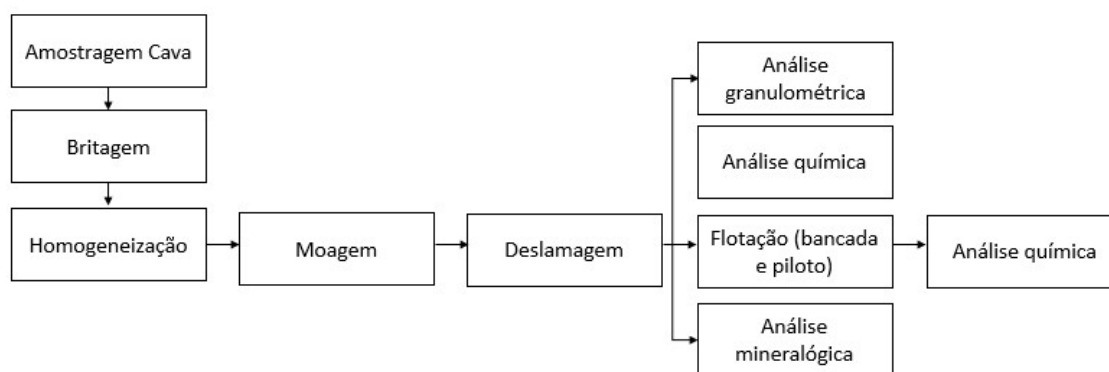 Amostragem Cava
Britagem
Homogeneização
Moagem
Deslamagem
Análise
granulométrica
Análise química
Flotação (bancada
e piloto)
Análise
mineralógica
Análise química